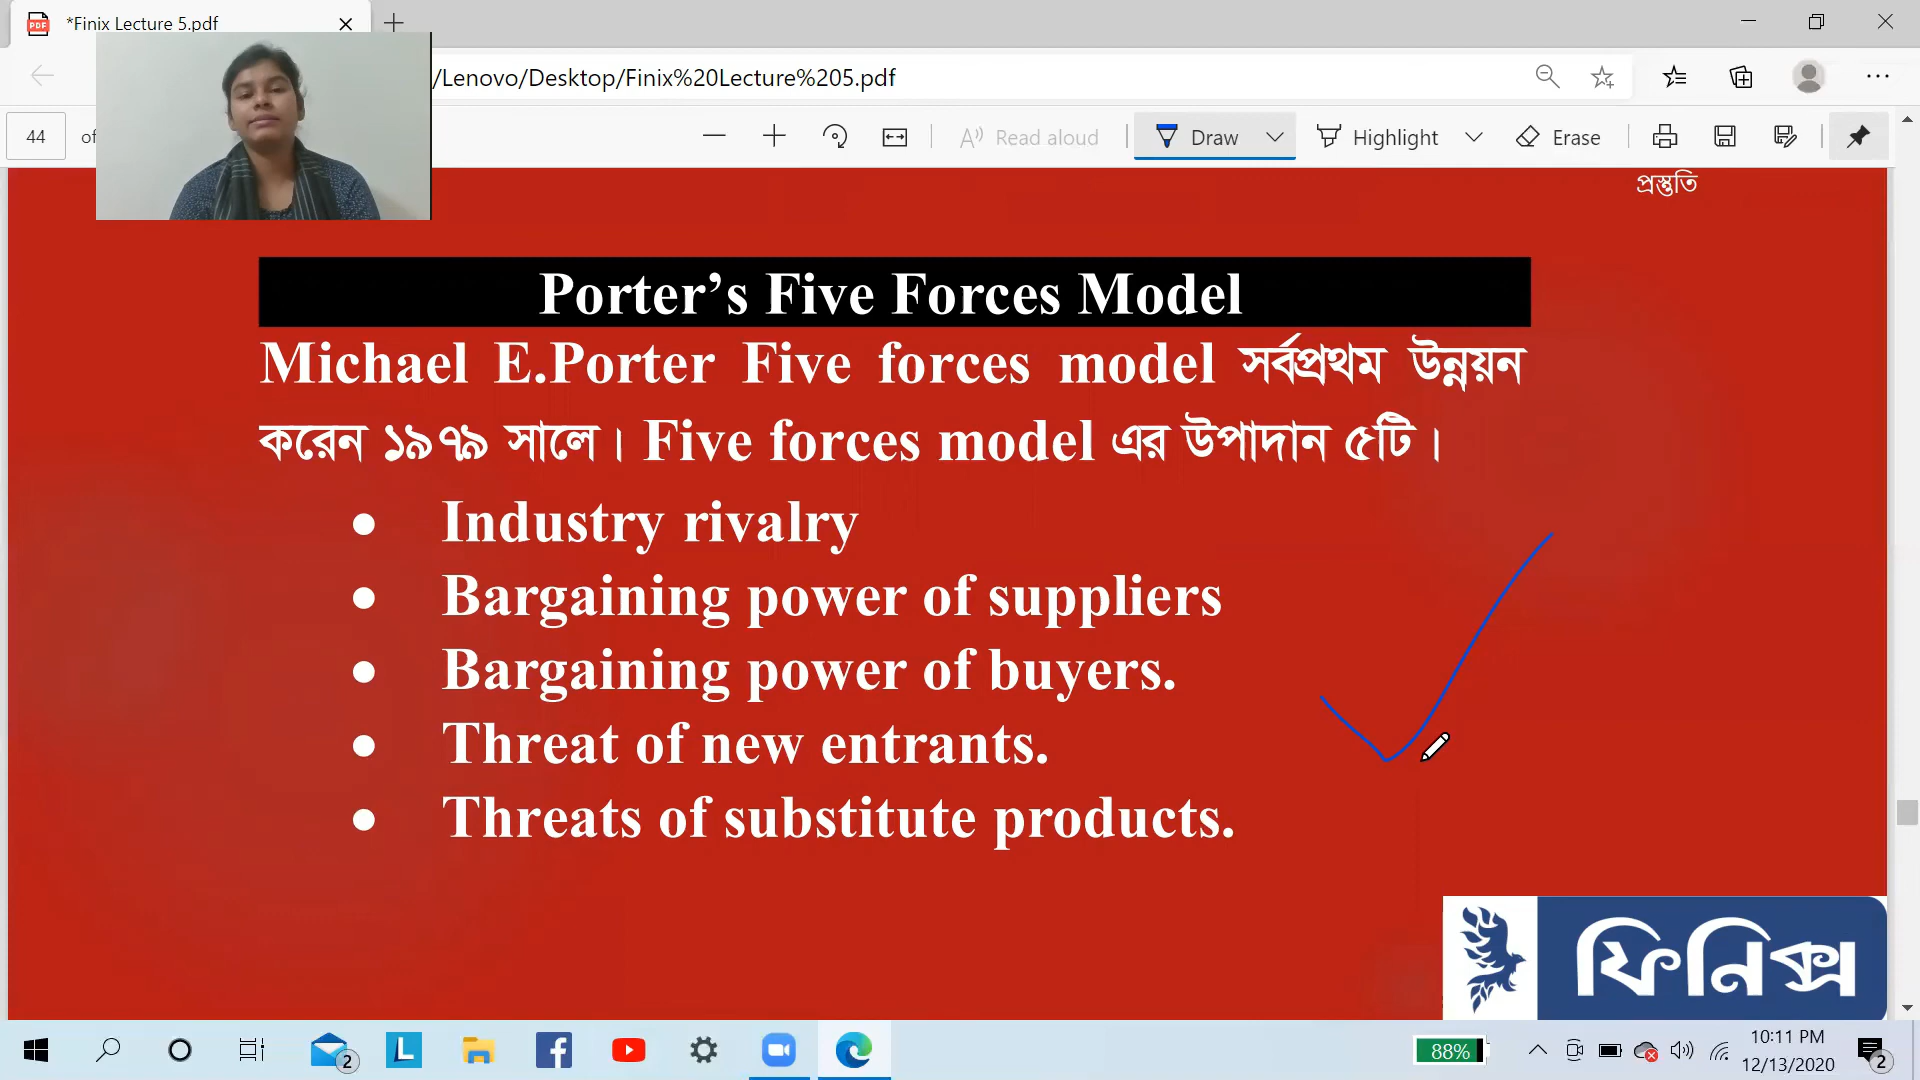 *Finix Lecture 5.pdf
/Lenovo/Desktop/Finix%20Lecture%205.pdf
44
of
Read aloud
Draw
Highlight
Erase
প্রস্তুতি
Porter’s Five Forces Model
Michael E.Porter Five forces model সর্বপ্রথম উন্নয়ন
করেন ১৯৭৯ সালে। Five forces model এর উপাদান ৫টি।
• Industry rivalry
• Bargaining power of suppliers
• Bargaining power of buyers.
• Threat of new entrants.
• Threats of substitute products.
ফিনিক্স
2
L
88%
10:11 PM
12/13/2020
2